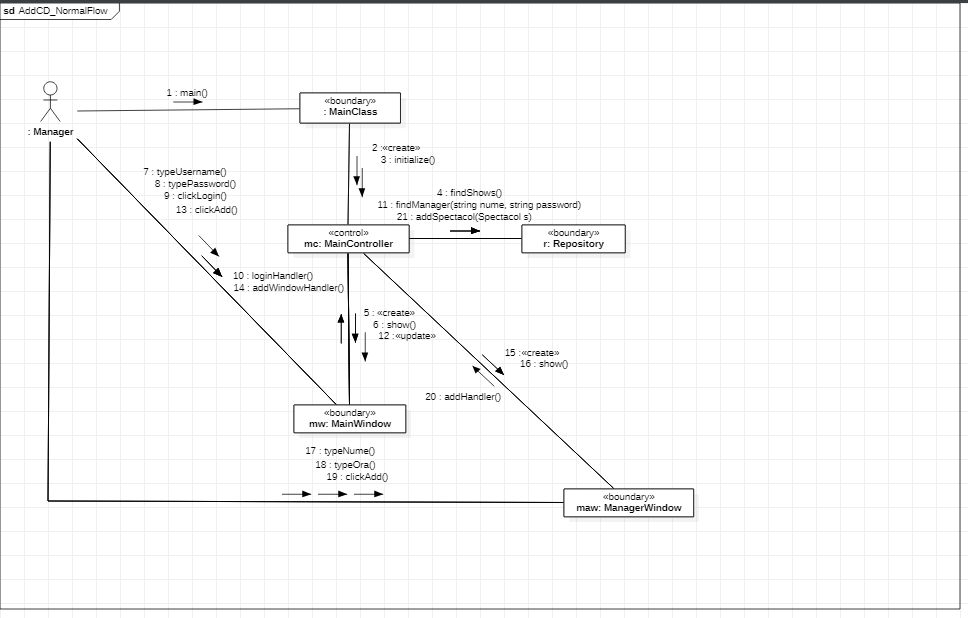 sd AddCD_NormalFlow
1 : main()
«boundary»
: MainClass
: Manager
2 :«create»
3 : initialize()
7 : typeUsername()
8 : typePassword()
9 : clickLogin()
13 : clickAdd()
4 : findShows()
11 : findManager(string nume, string password)
21 : addSpectacol(Spectacol s)
«control»
mc: MainController
«boundary»
r: Repository
10 : loginHandler()
14 : addWindowHandler()
5 : «create»
6 : show()
12 :«update»
15 :«create»
16 : show()
20 : addHandler()
«boundary»
mw: MainWindow
17 : typeNume()
18 : typeOra()
19 : clickAdd()
«boundary»
maw: ManagerWindow